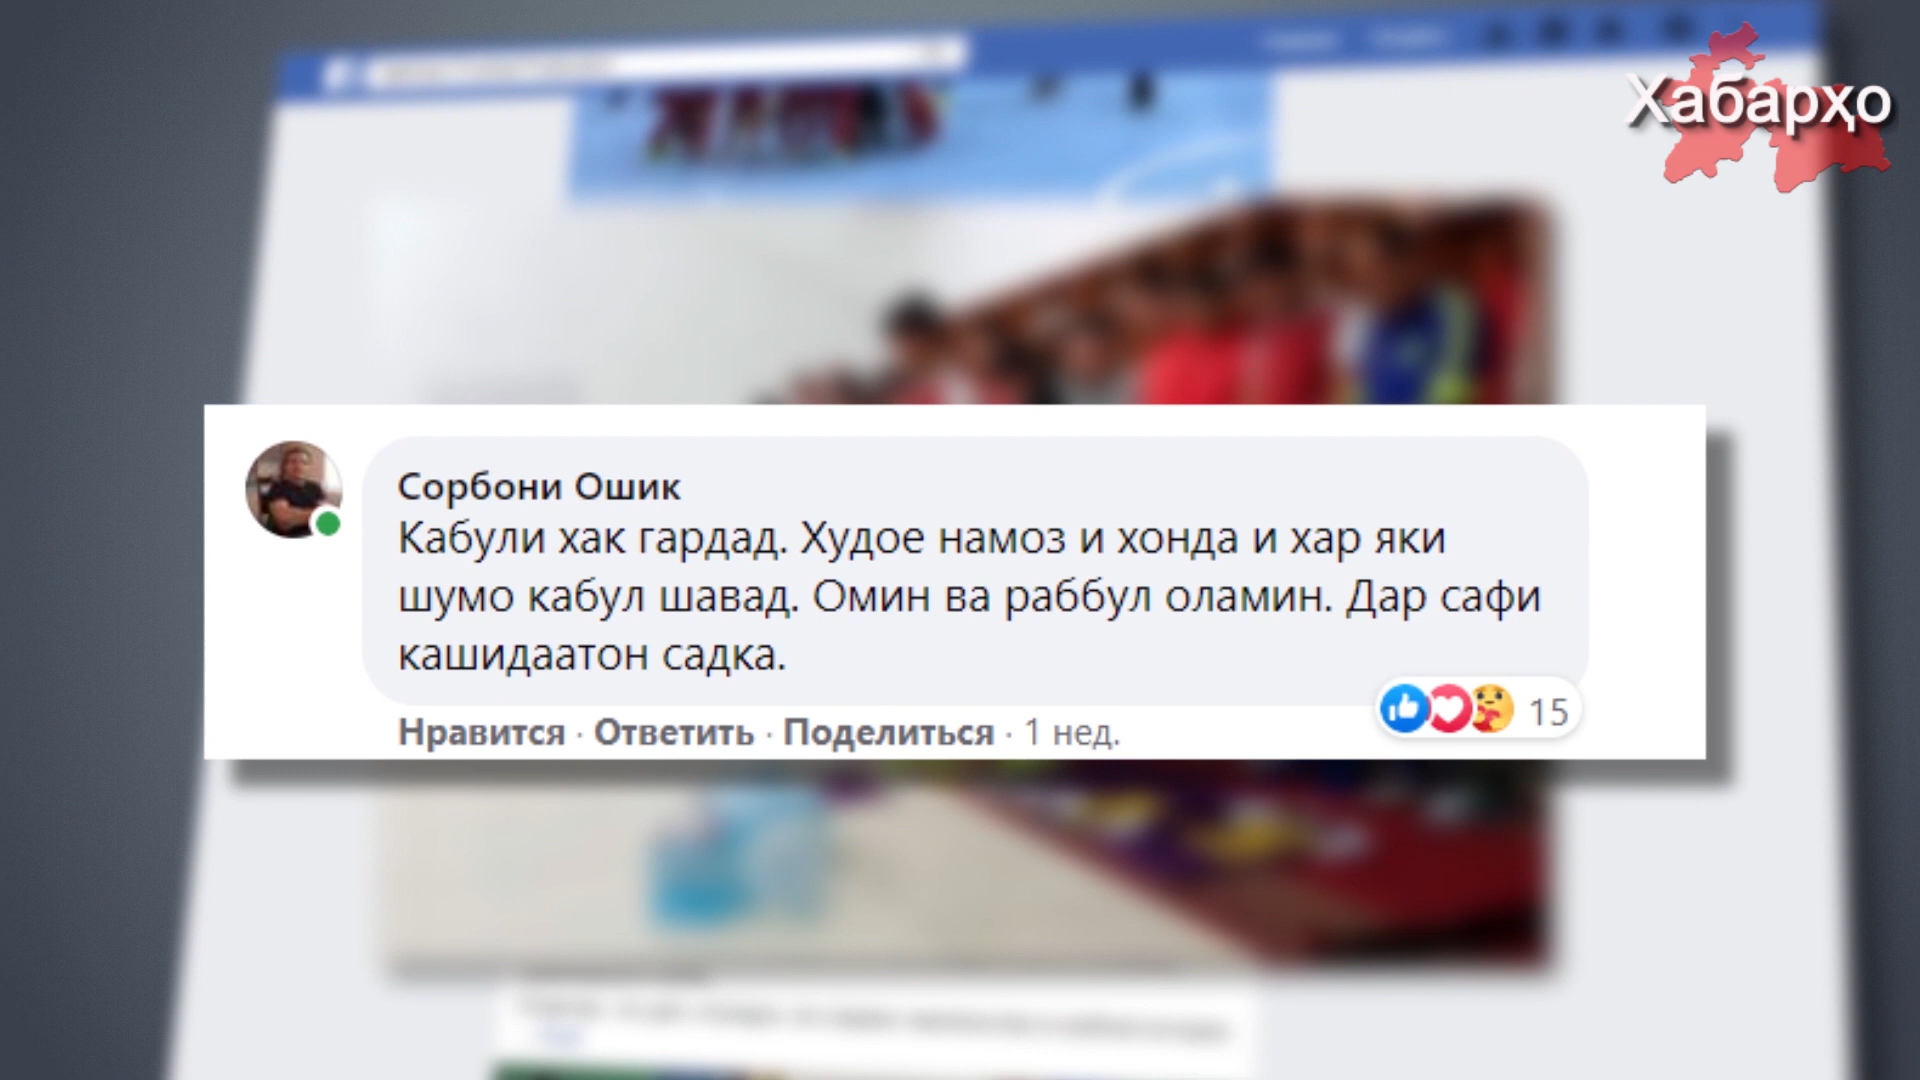 Хабарҳо
Сорбони Ошик
Кабули хак гардад. Худое намоз и хонда и хар яки
шумо кабул шавад. Омин ва раббул оламин. Дар сафи
кашидаатон садка.
Нравится · Ответить · Поделиться · 1 нед.
15